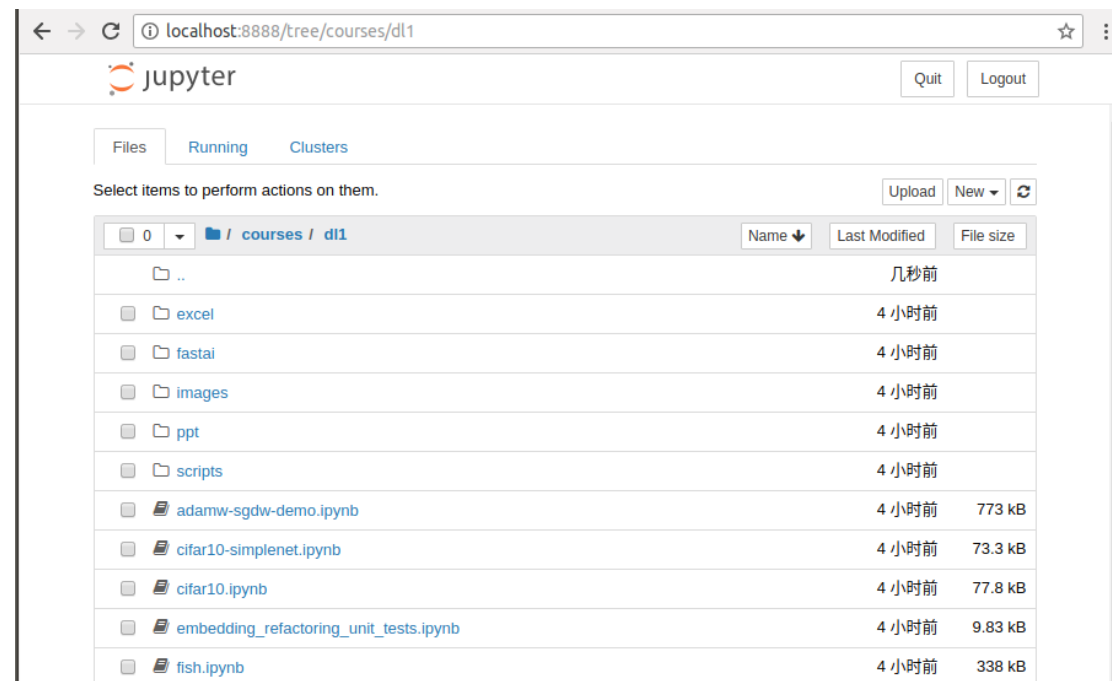 localhost:8888/tree/courses/dl1
jupyter
Quit Logout
Files Running Clusters
Select items to perform actions on them.
Upload New
0 / courses / dl1 Name Last Modified File size
.. 几秒前
excel 4 小时前
fastai 4 小时前
images 4 小时前
ppt 4 小时前
scripts 4 小时前
adamw-sgdw-demo.ipynb 4 小时前 773 kB
cifar10-simplenet.ipynb 4 小时前 73.3 kB
cifar10.ipynb 4 小时前 77.8 kB
embedding_refactoring_unit_tests.ipynb 4 小时前 9.83 kB
fish.ipynb 4 小时前 338 kB